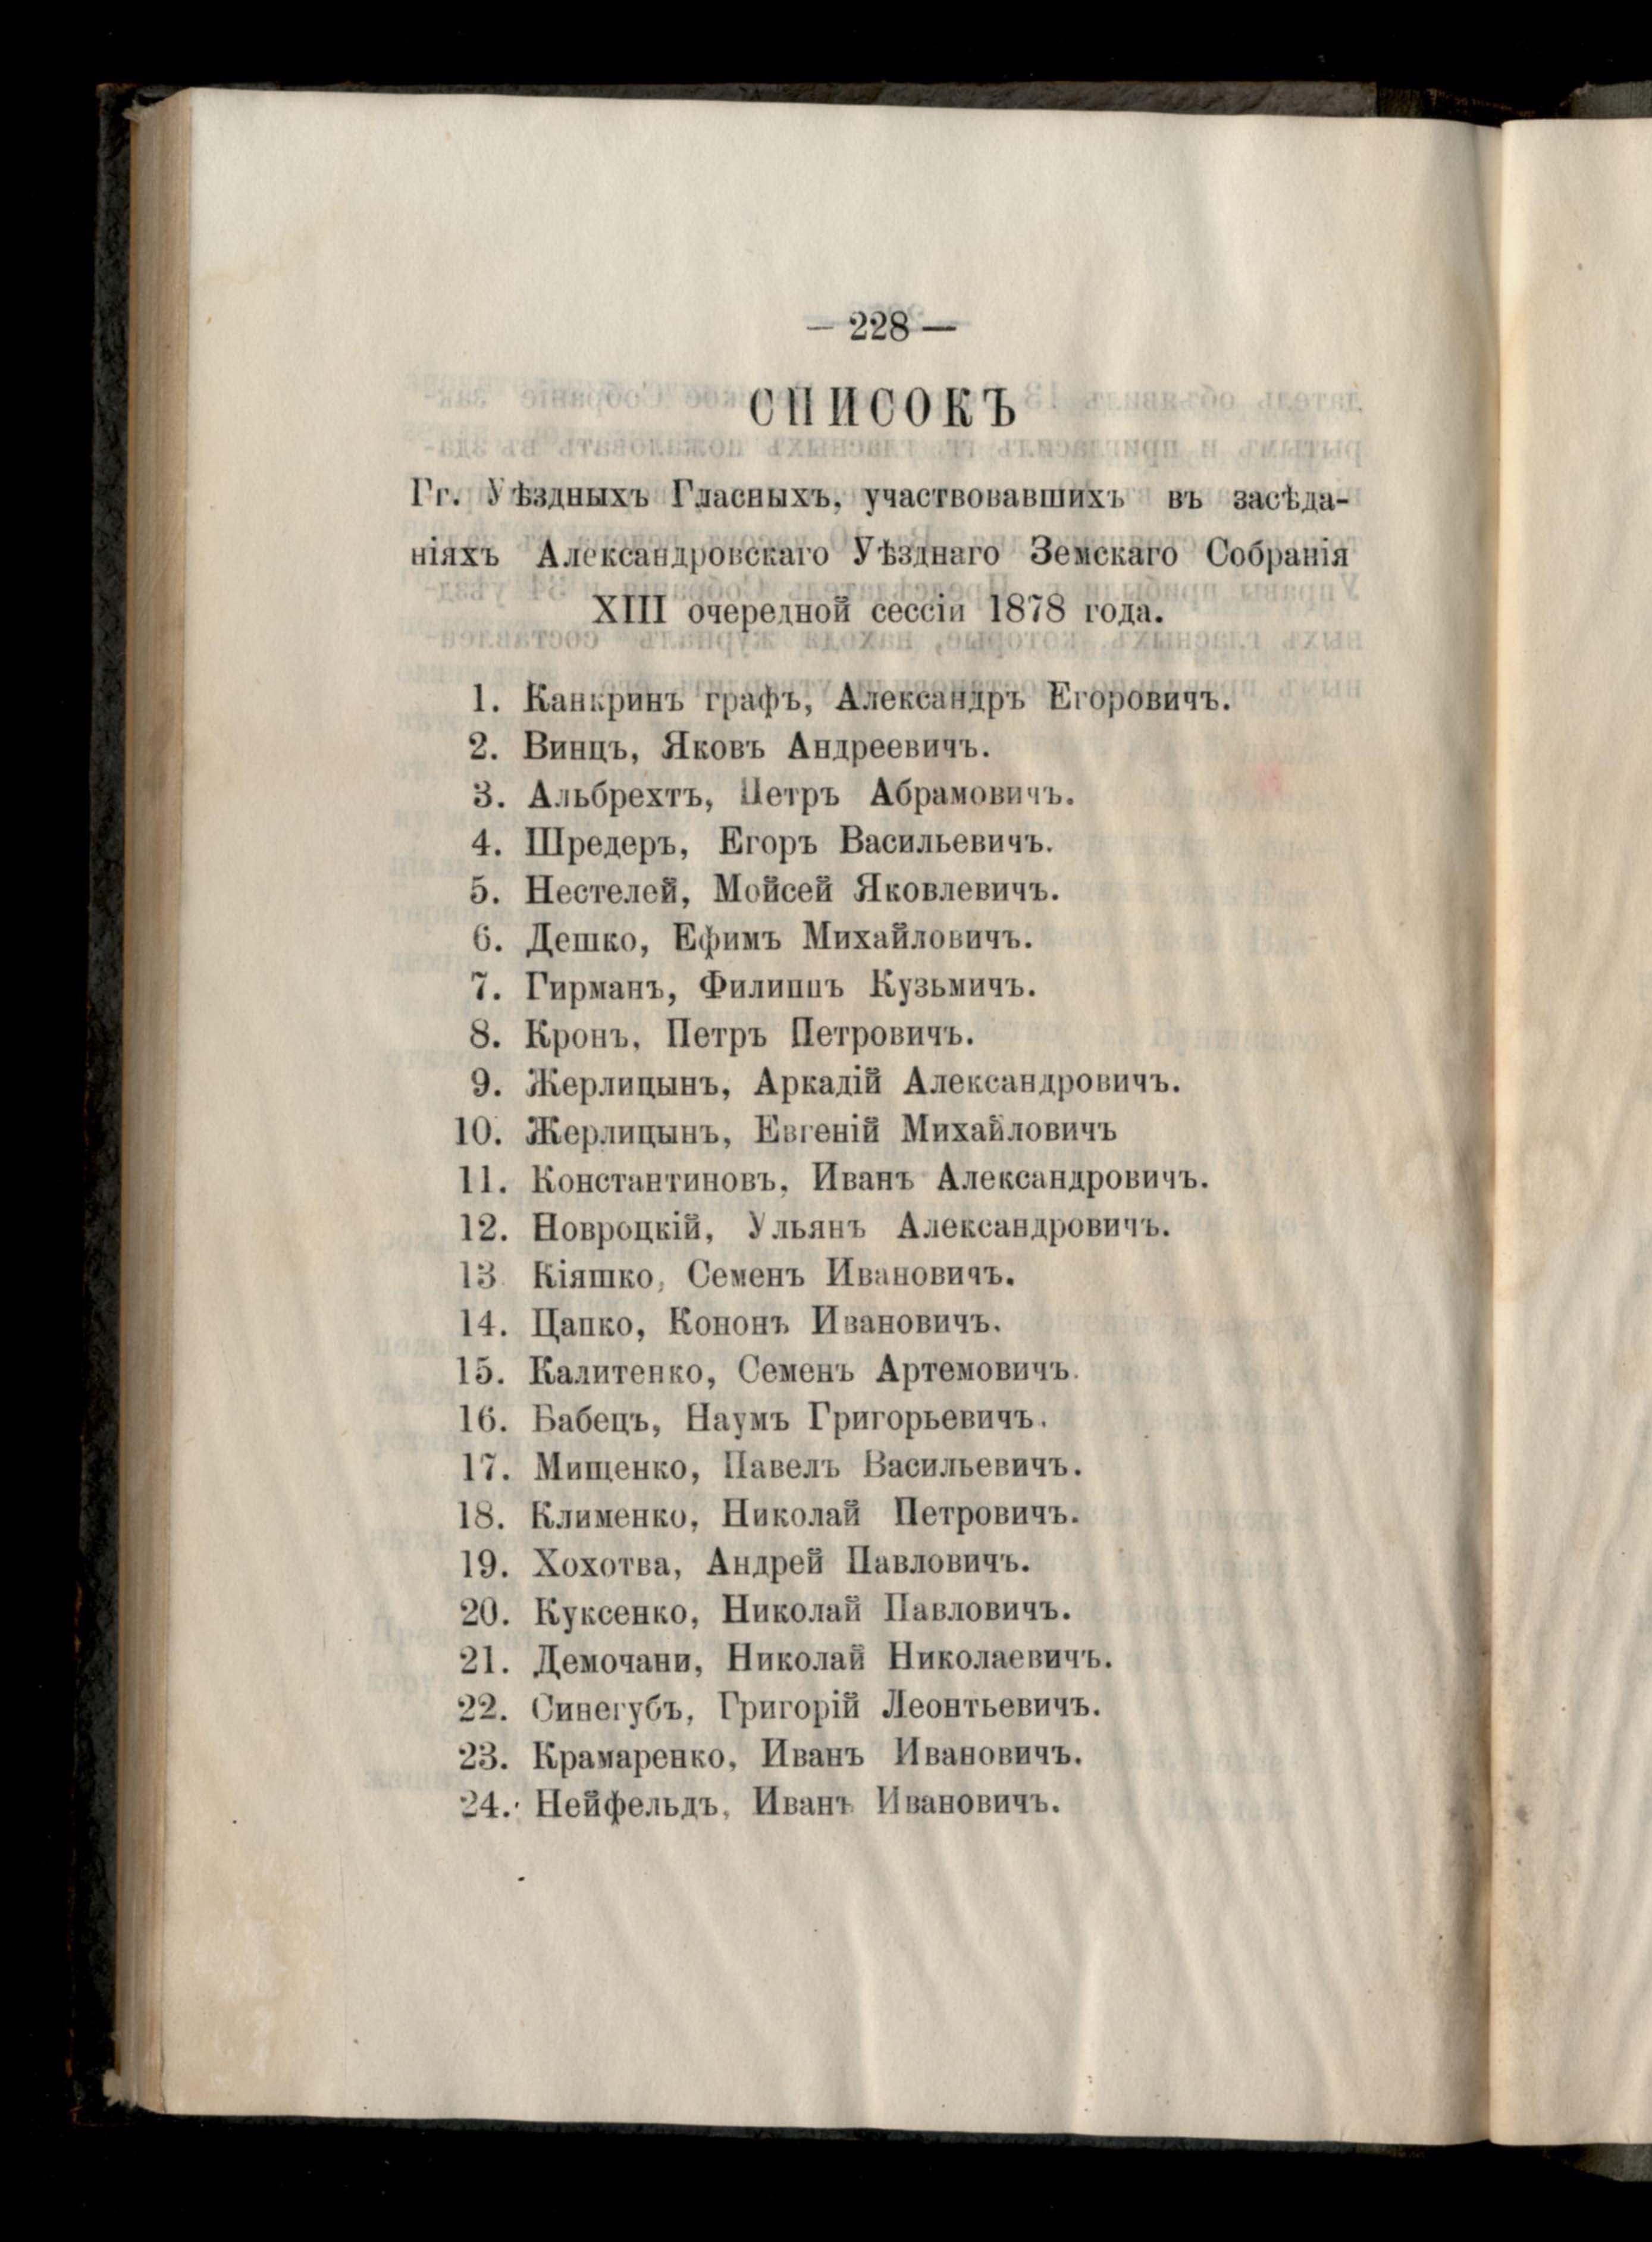 — 228 —
СПИСОКЪ
Гг. Уѣздныхъ Гласныхъ, участвовавшихъ въ засѣда-
ніяхъ Александровскаго Уѣзднаго Земскаго Собранія
XIII очередной сессіи 1878 года.
1. Канкринъ графъ, Александръ Егоровичъ.
2. Винцъ, Яковъ Андреевичъ.
3. Альбрехтъ, Петръ Абрамовичъ.
4. Шредеръ, Егоръ Васильевичъ.
5. Нестелей, Мойсей Яковлевичъ.
6. Дешко, Ефимъ Михайловичъ.
7. Гирманъ, Филиппъ Кузьмичъ.
8. Кронъ, Петръ Петровичъ.
9. Жерлицынъ, Аркадій Александровичъ.
10. Жерлицынъ, Евгеній Михайловичъ
11. Константиновъ, Иванъ Александровичъ.
12. Новроцкій, Ульянъ Александровичъ.
13 Кіяшко, Семенъ Ивановичъ.
14. Цапко, Кононъ Ивановичъ.
15. Калитенко, Семенъ Артемовичъ.
16. Бабецъ, Наумъ Григорьевичъ.
17. Мищенко, Павелъ Васильевичъ.
18. Клименко, Николай Петровичъ.
19. Хохотва, Андрей Павловичъ.
20. Куксенко, Николай Павловичъ.
21. Демочани, Николай Николаевичъ.
22. Синегубъ, Григорій Леонтьевичъ.
23. Крамаренко, Иванъ Ивановичъ.
24. Нейфельдъ, Иванъ Ивановичъ.